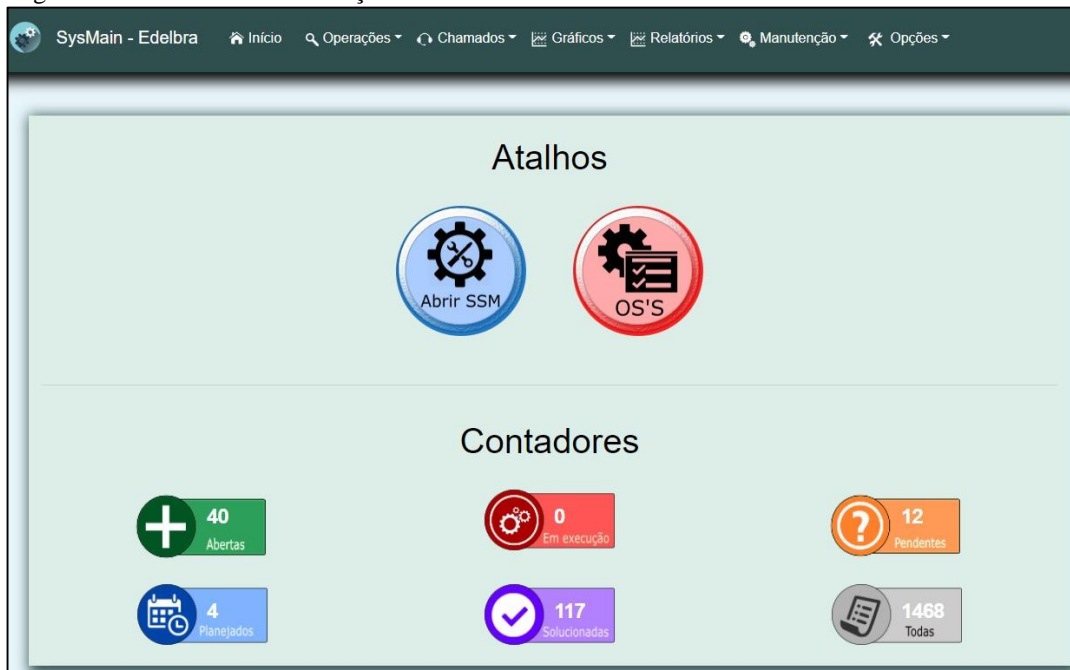 SysMain - Edelbra Início Operações Chamados Gráficos Relatórios Manutenção Opções
Atalhos
Abrir SSM OS'S
Contadores
40 0 12
Abertas Em execução Pendentes
4 117 1468
Planejados Solucionadas Todas